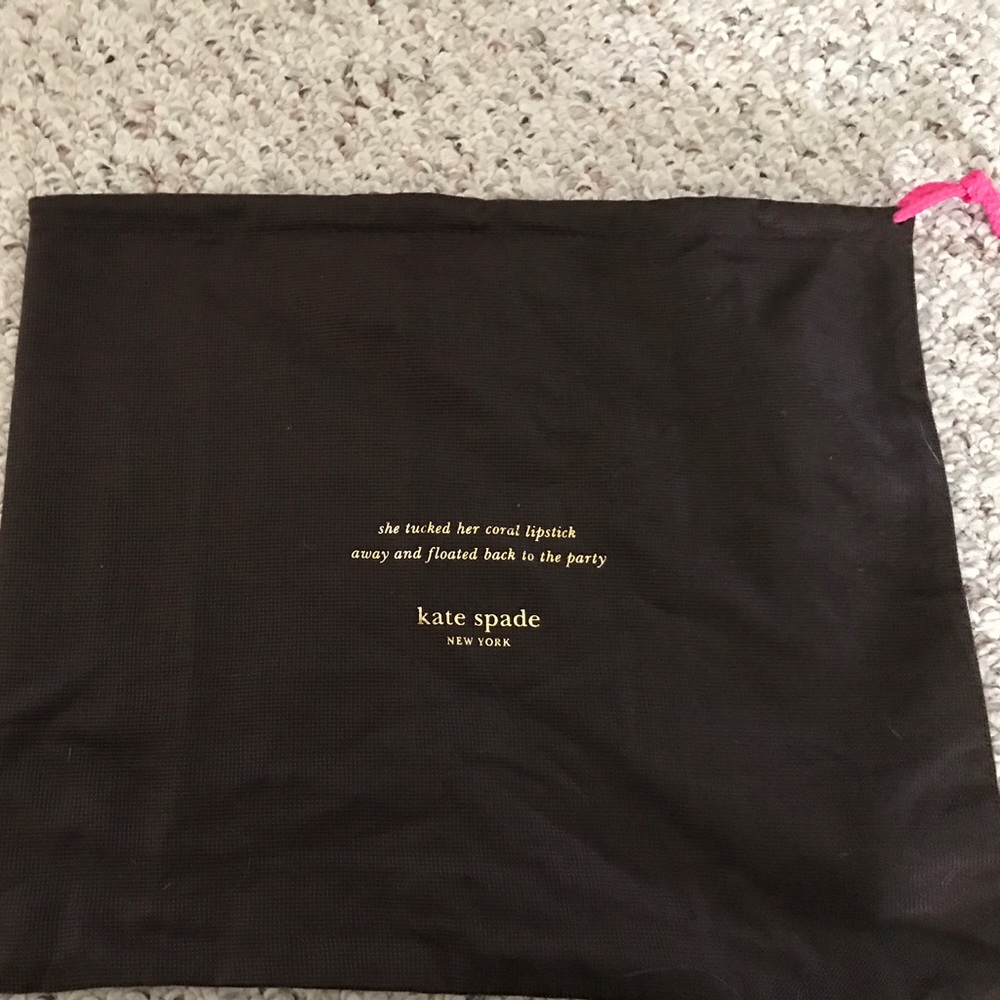 she tucked her coral lipstick
away and floated back to the party
kate spade
NEW YORK